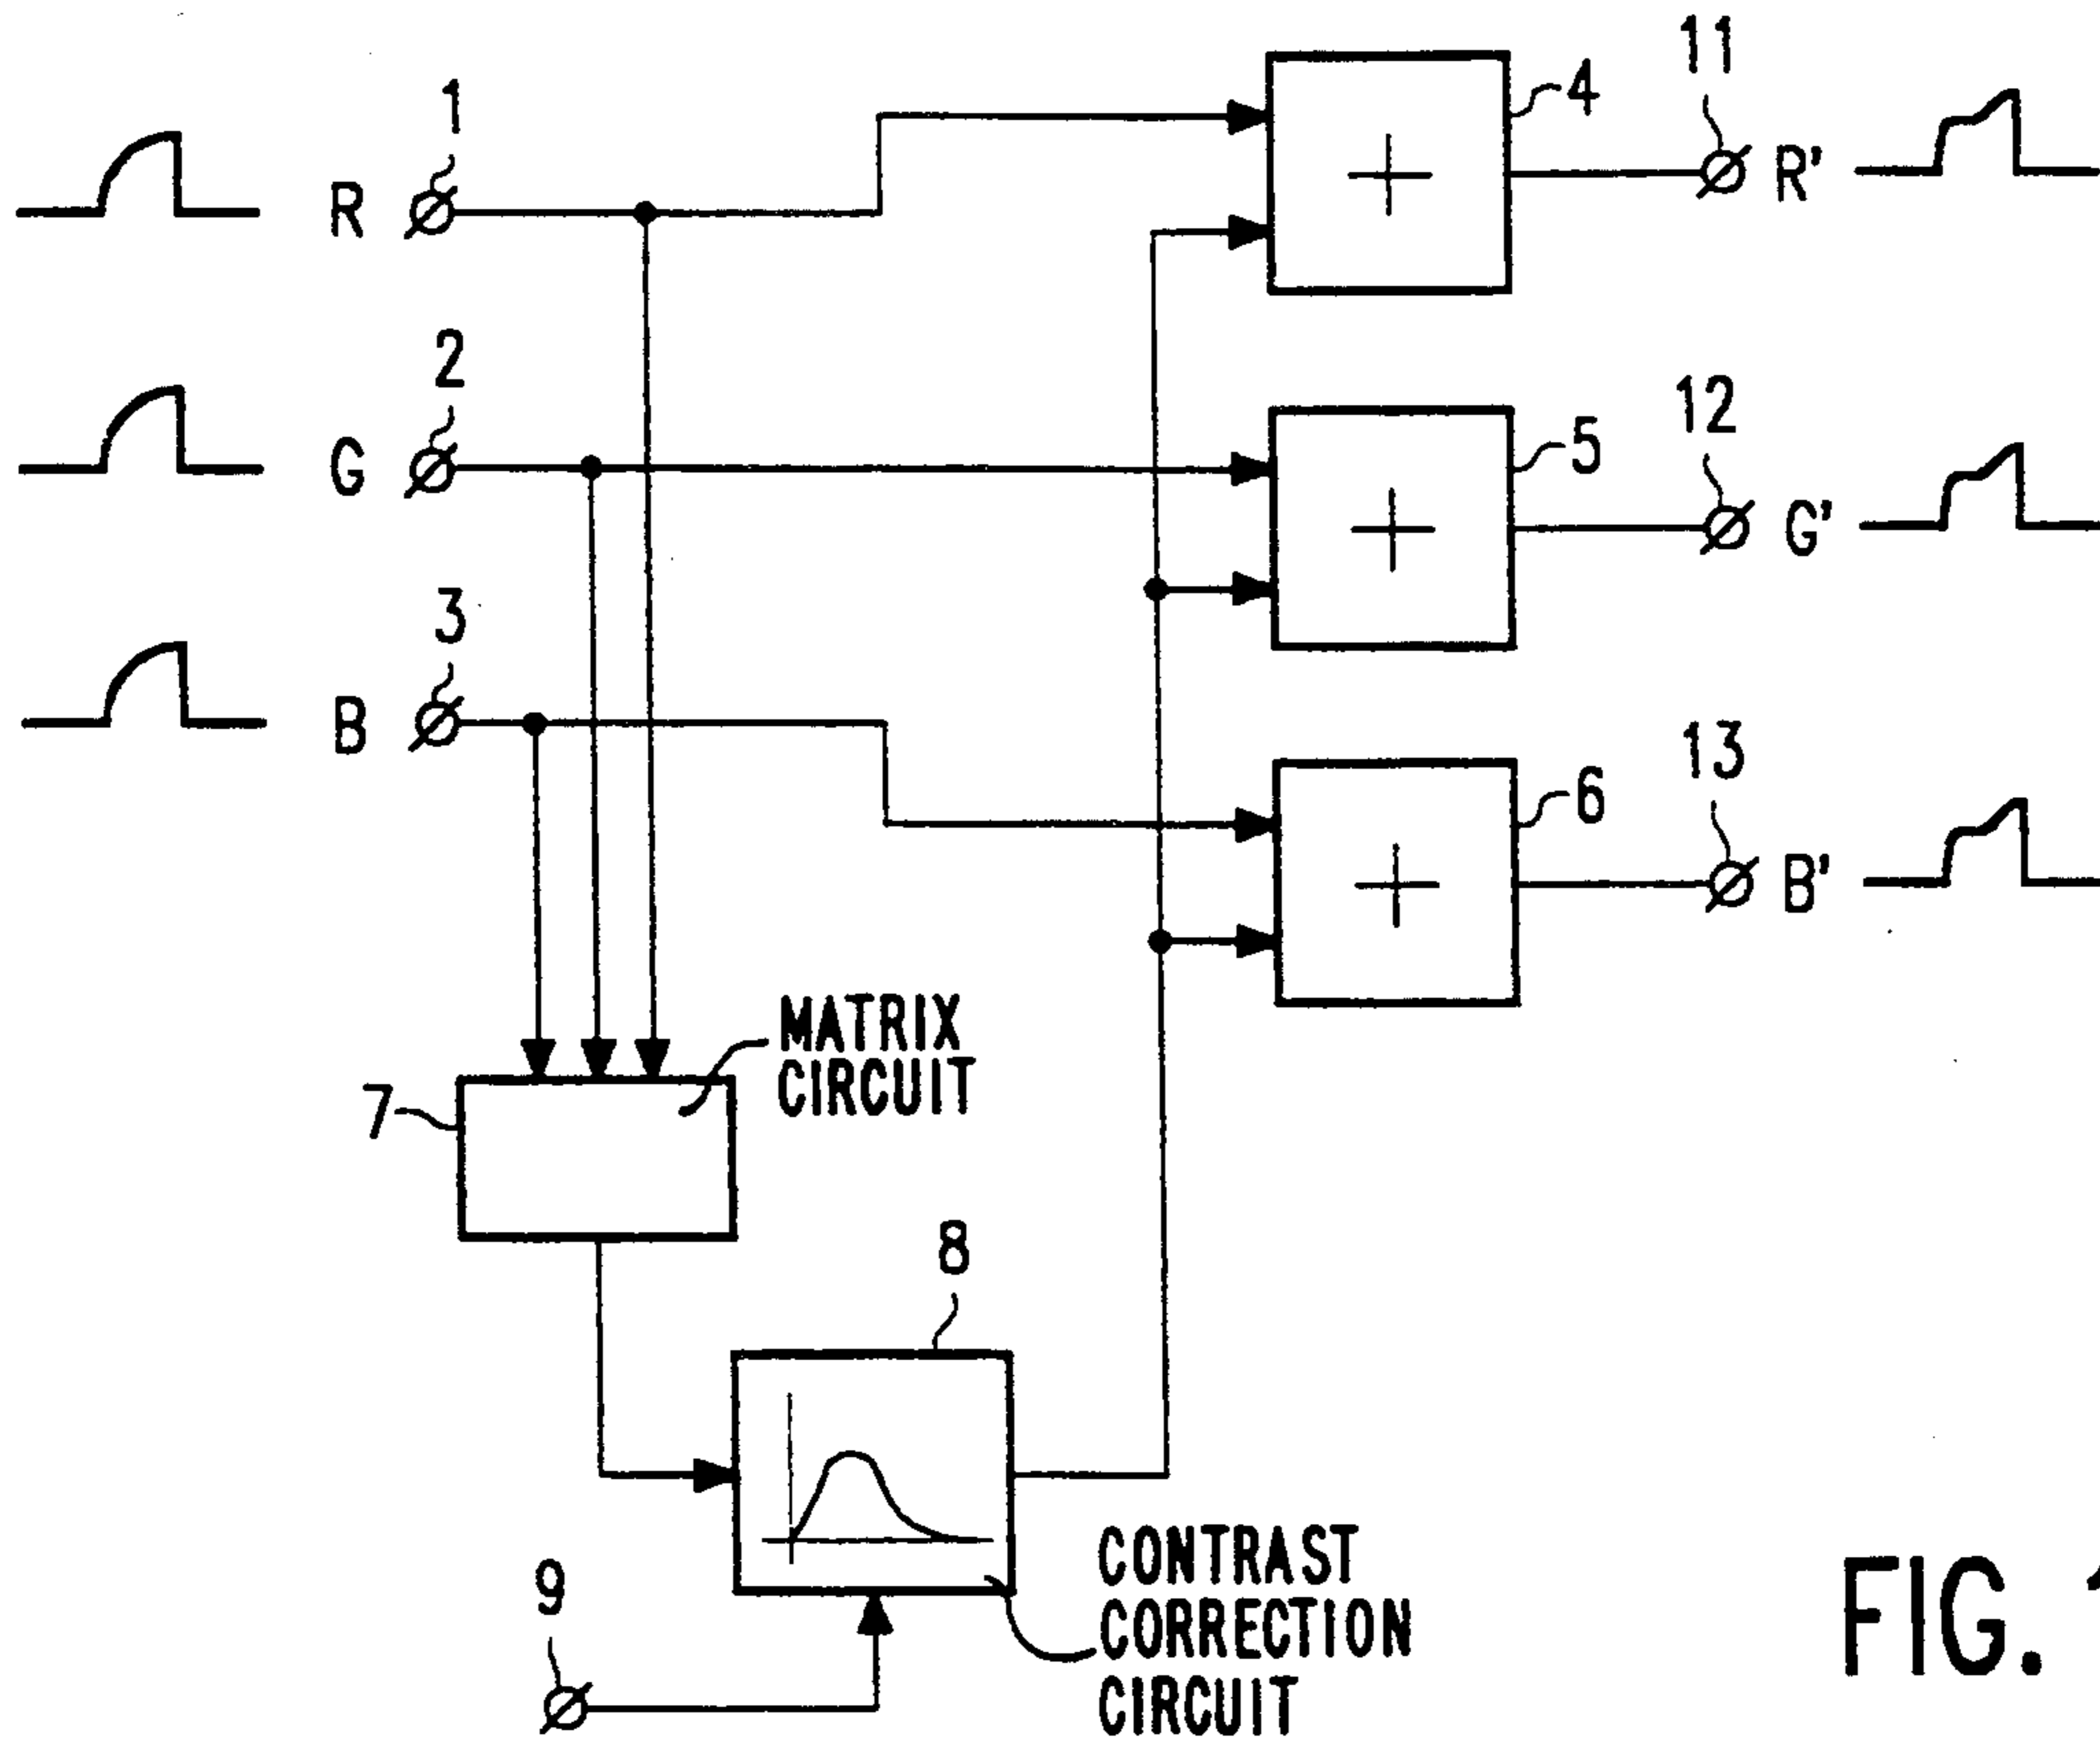 1
R
2
G
3
B
4
11
R'
5
12
G'
6
13
B'
7
MATRIX
CIRCUIT
8
9
CONTRAST
CORRECTION
CIRCUIT
FIG.